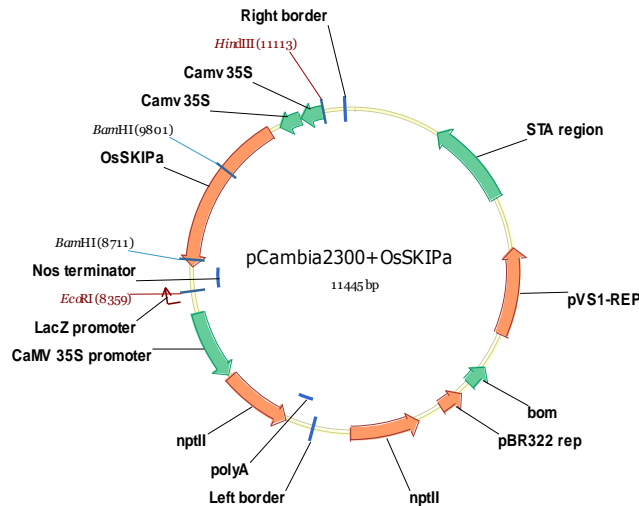 Right border
HindIII (11113)
Camv 35S
Camv 35S
STA region
BamHI (9801)
OsSKIPa
BamHI (8711)
pCambia2300+OsSKIPa
11445 bp
Nos terminator
EcoRI (8359)
pVS1-REP
LacZ promoter
CaMV 35S promoter
bom
nptII
pBR322 rep
polyA
Left border
nptII